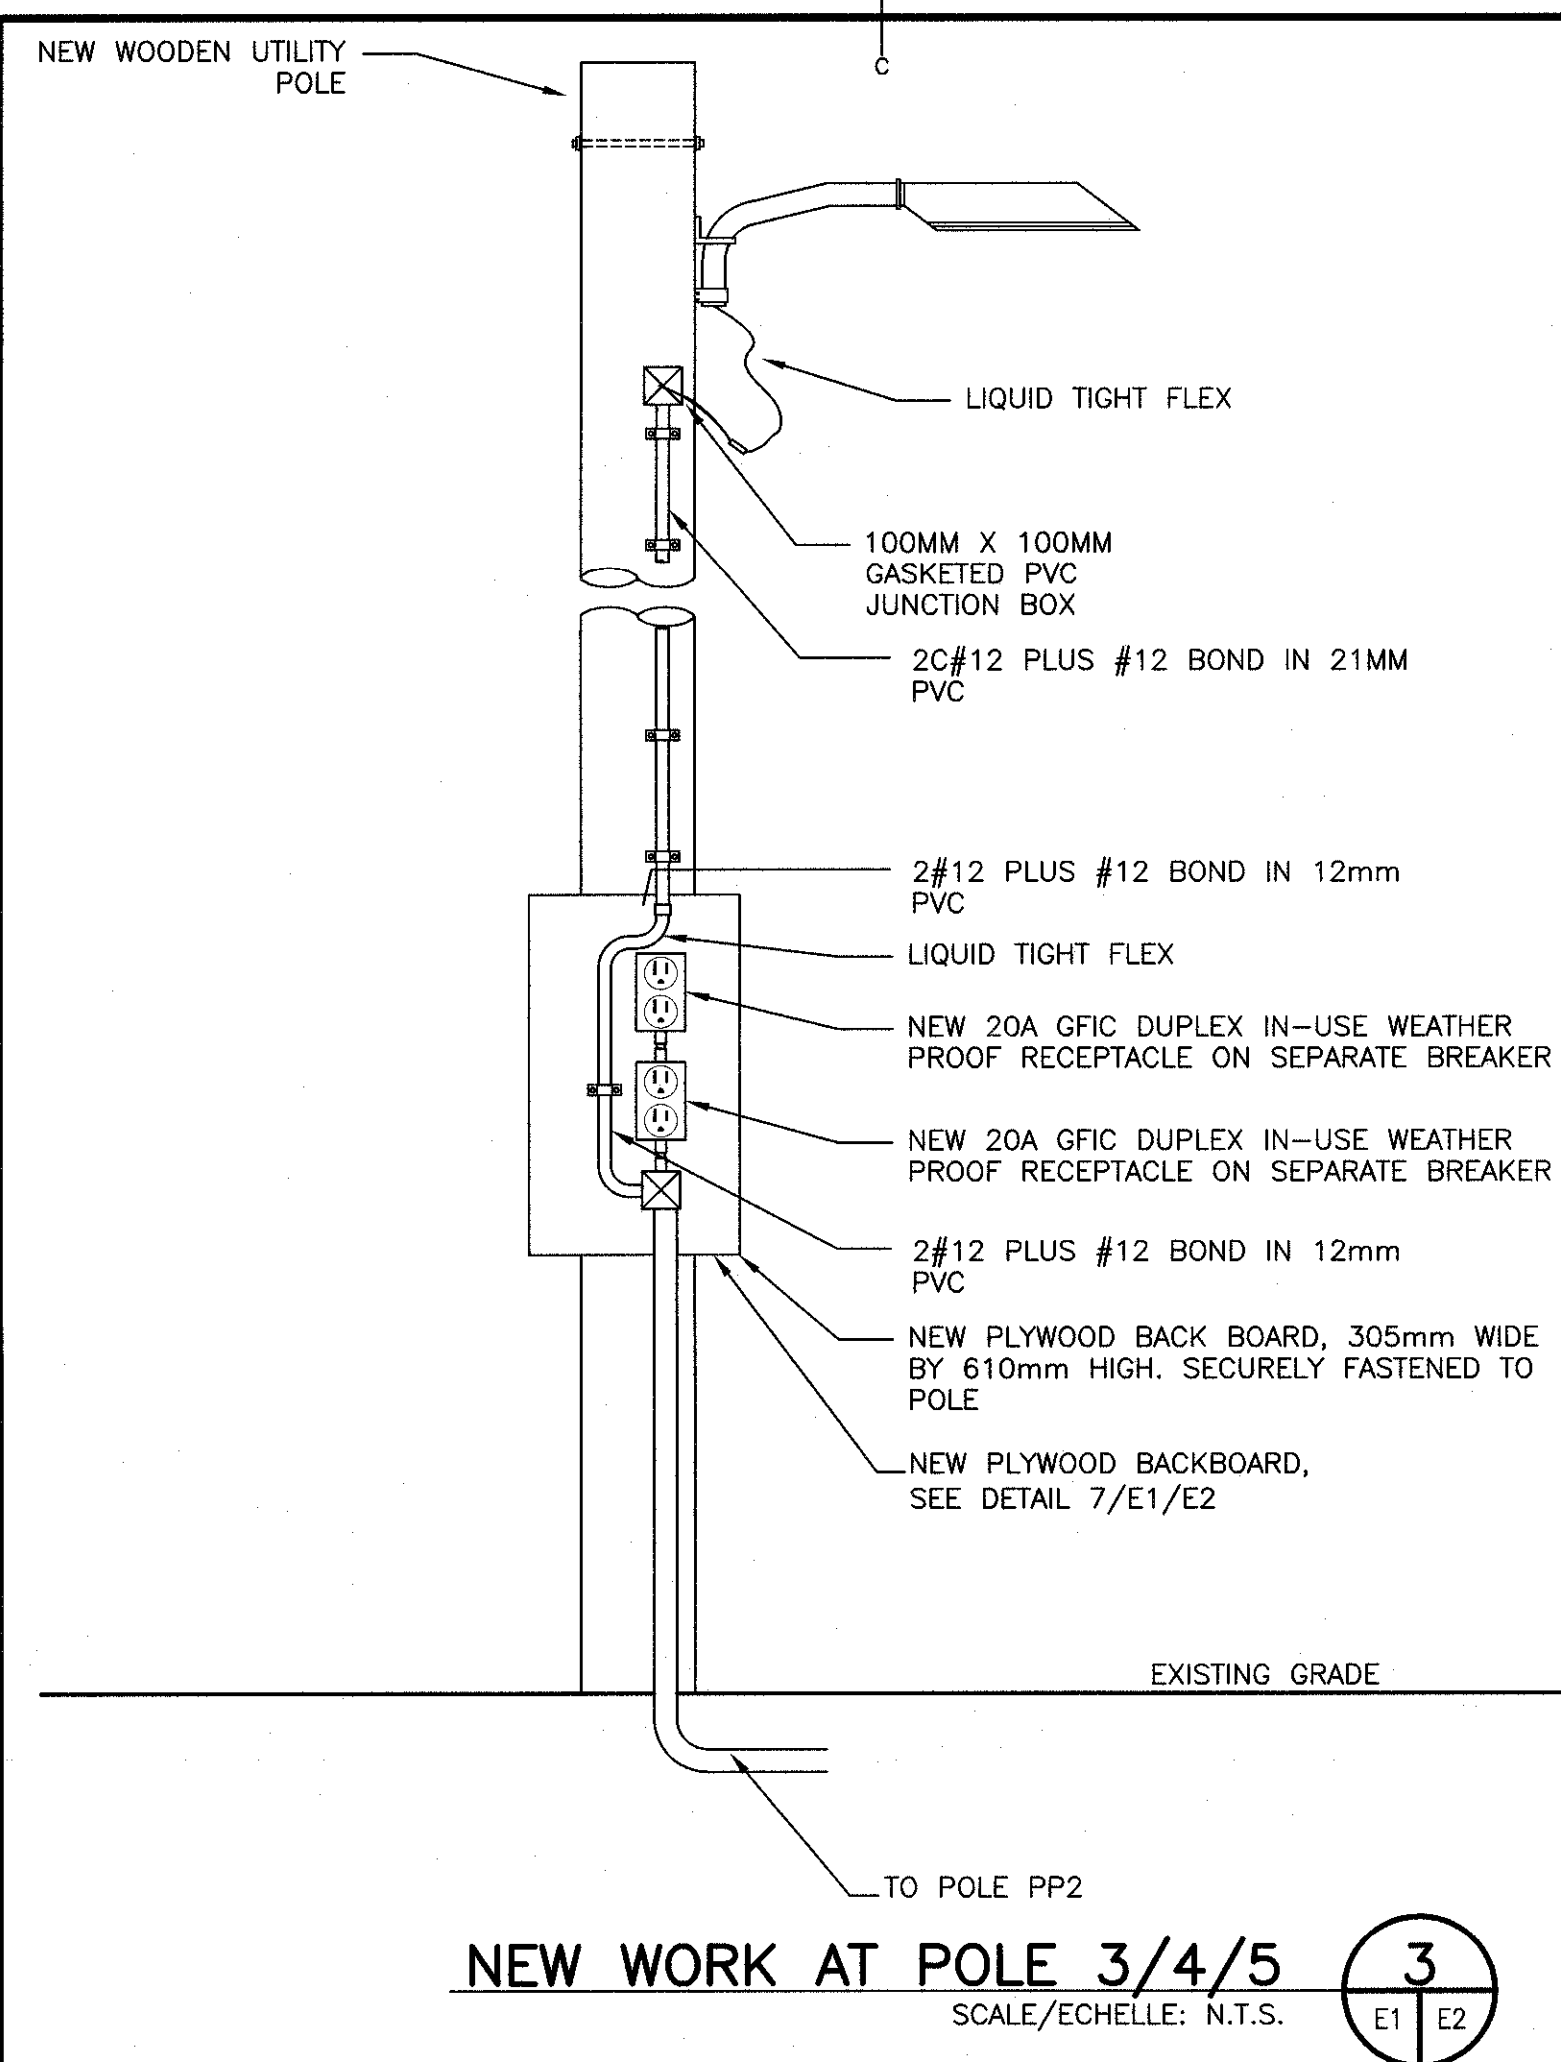 C
NEW WOODEN UTILITY
POLE
LIQUID TIGHT FLEX
100MM X 100MM
GASKETED PVC
JUNCTION BOX
2C#12 PLUS #12 BOND IN 21MM
PVC
2#12 PLUS #12 BOND IN 12mm
PVC
LIQUID TIGHT FLEX
NEW 20A GFIC DUPLEX IN-USE WEATHER
PROOF RECEPTACLE ON SEPARATE BREAKER
NEW 20A GFIC DUPLEX IN-USE WEATHER
PROOF RECEPTACLE ON SEPARATE BREAKER
2#12 PLUS #12 BOND IN 12mm
PVC
NEW PLYWOOD BACK BOARD, 305mm WIDE
BY 610mm HIGH. SECURELY FASTENED TO
POLE
NEW PLYWOOD BACKBOARD,
SEE DETAIL 7/E1/E2
EXISTING GRADE
TO POLE PP2
NEW WORK AT POLE 3/4/5
SCALE/ECHELLE: N.T.S.
3
E1 E2